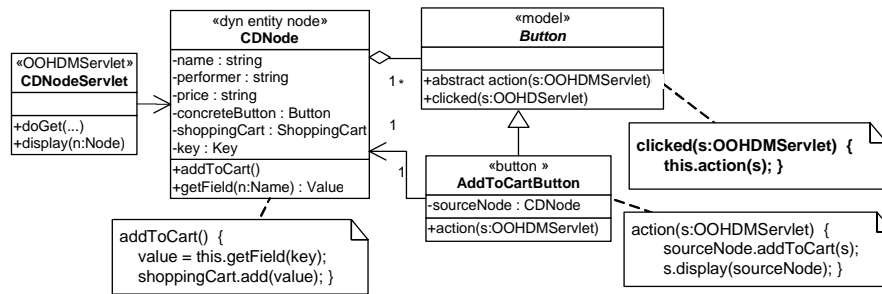 «OOHDMServlet»
CDNodeServlet
+doGet(...)
+display(n:Node)
«dyn entity node»
CDNode
-name : string
-performer : string
-price : string
-concreteButton : Button
-shoppingCart : ShoppingCart
-key : Key
+addToCart()
+getField(n:Name) : Value
1
*
1
1
«model»
Button
+abstract action(s:OOHDMServlet)
+clicked(s:OOHDServlet)
«button »
AddToCartButton
-sourceNode : CDNode
+action(s:OOHDMServlet)
clicked(s:OOHDMServlet) {
this.action(s); }
addToCart() {
value = this.getField(key);
shoppingCart.add(value); }
action(s:OOHDMServlet) {
sourceNode.addToCart(s);
s.display(sourceNode); }